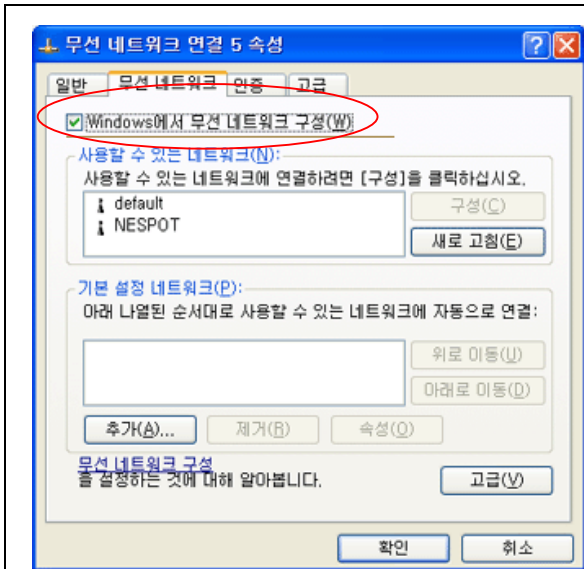 무선 네트워크 연결 5 속성
일반 무선 네트워크 인증 고급
Windows에서 무선 네트워크 구성(W)
사용할 수 있는 네트워크(N):
사용할 수 있는 네트워크에 연결하려면 [구성]을 클릭하십시오.
default
NESPOT
구성(C)
새로 고침(E)
기본 설정 네트워크(P):
아래 나열된 순서대로 사용할 수 있는 네트워크에 자동으로 연결:
위로 이동(U)
아래로 이동(D)
추가(A)... 제거(R) 속성(O)
무선 네트워크 구성
을 설정하는 것에 대해 알아봅니다.
고급(V)
확인 취소